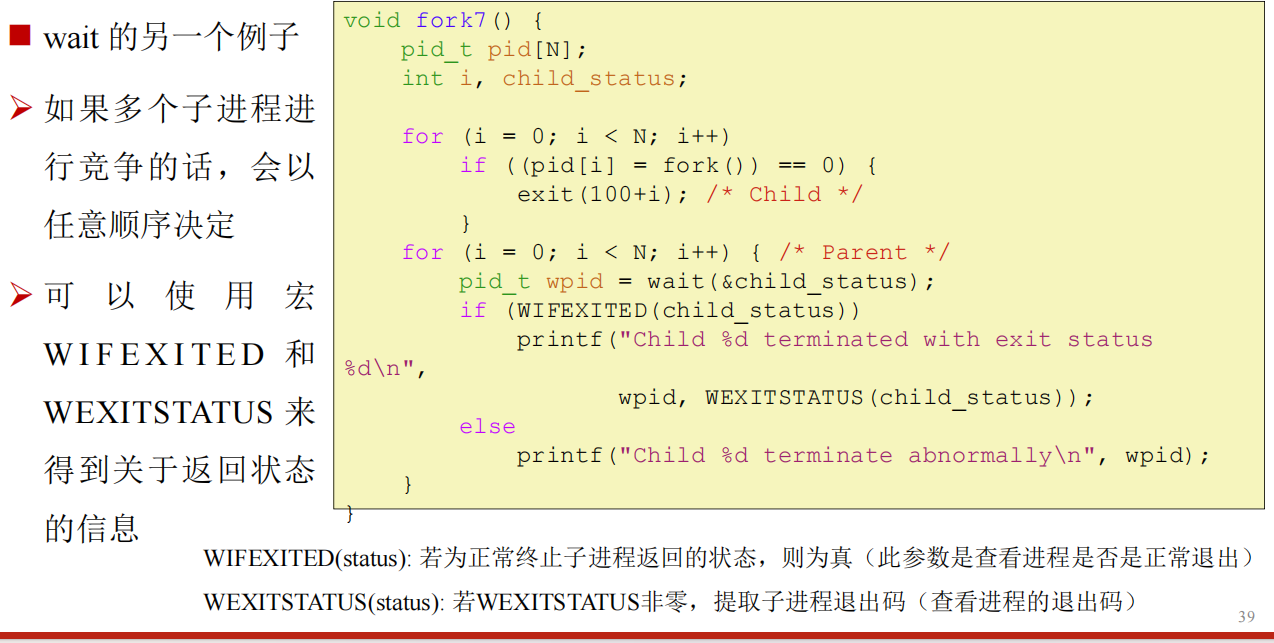 wait 的另一个例子
如果多个子进程进
行竞争的话，会以
任意顺序决定
可以使用宏
WIFEXITED 和
WEXITSTATUS 来
得到关于返回状态
的信息
void fork7() {
    pid_t pid[N];
    int i, child_status;
    for (i = 0; i < N; i++)
        if ((pid[i] = fork()) == 0) {
            exit(100+i); /* Child */
        }
    for (i = 0; i < N; i++) { /* Parent */
        pid_t wpid = wait(&child_status);
        if (WIFEXITED(child_status))
            printf("Child %d terminated with exit status
%d\n",
                   wpid, WEXITSTATUS(child_status));
        else
            printf("Child %d terminate abnormally\n", wpid);
    }
}
WIFEXITED(status): 若为正常终止子进程返回的状态，则为真（此参数是查看进程是否是正常退出）
WEXITSTATUS(status): 若WEXITSTATUS非零，提取子进程退出码（查看进程的退出码）
39